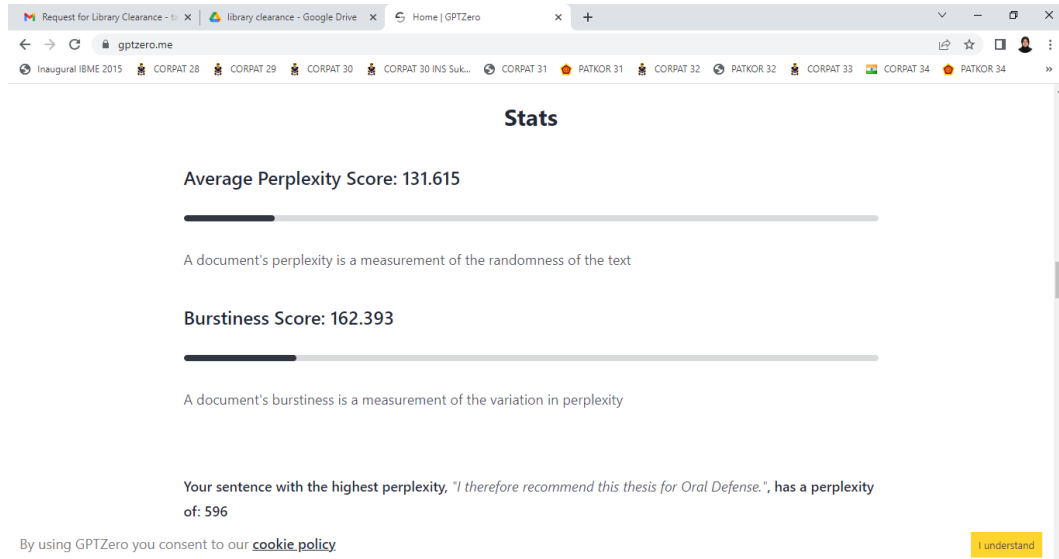 Request for Library Clearance - ta
library clearance - Google Drive
Home | GPTZero
gptzero.me
Inaugural IBME 2015
CORPAT 28
CORPAT 29
CORPAT 30
CORPAT 30 INS Suk...
CORPAT 31
PATKOR 31
CORPAT 32
PATKOR 32
CORPAT 33
CORPAT 34
PATKOR 34
Stats
Average Perplexity Score: 131.615
A document's perplexity is a measurement of the randomness of the text
Burstiness Score: 162.393
A document's burstiness is a measurement of the variation in perplexity
Your sentence with the highest perplexity, "I therefore recommend this thesis for Oral Defense.", has a perplexity
of: 596
By using GPTZero you consent to our cookie policy
I understand